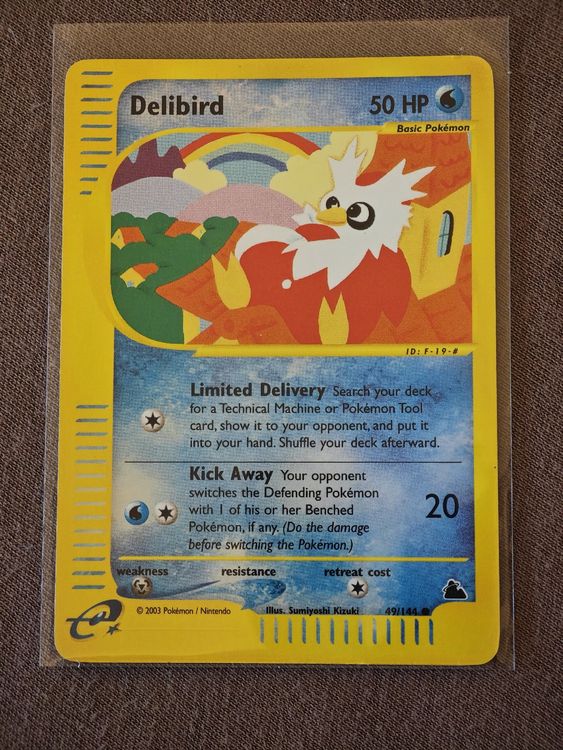 Delibird 50 HP
Basic Pokémon
ID: F-19-#
Limited Delivery Search your deck
for a Technical Machine or Pokémon Tool
card, show it to your opponent, and put
it into your hand. Shuffle your deck afterward.
Kick Away Your opponent
switches the Defending Pokémon
with 1 of his or her Benched 20
Pokémon, if any. (Do the damage
before switching the Pokémon.)
weakness resistance retreat cost
© 2003 Pokémon / Nintendo Illus. Sumiyoshi Kizuki 49/144
e